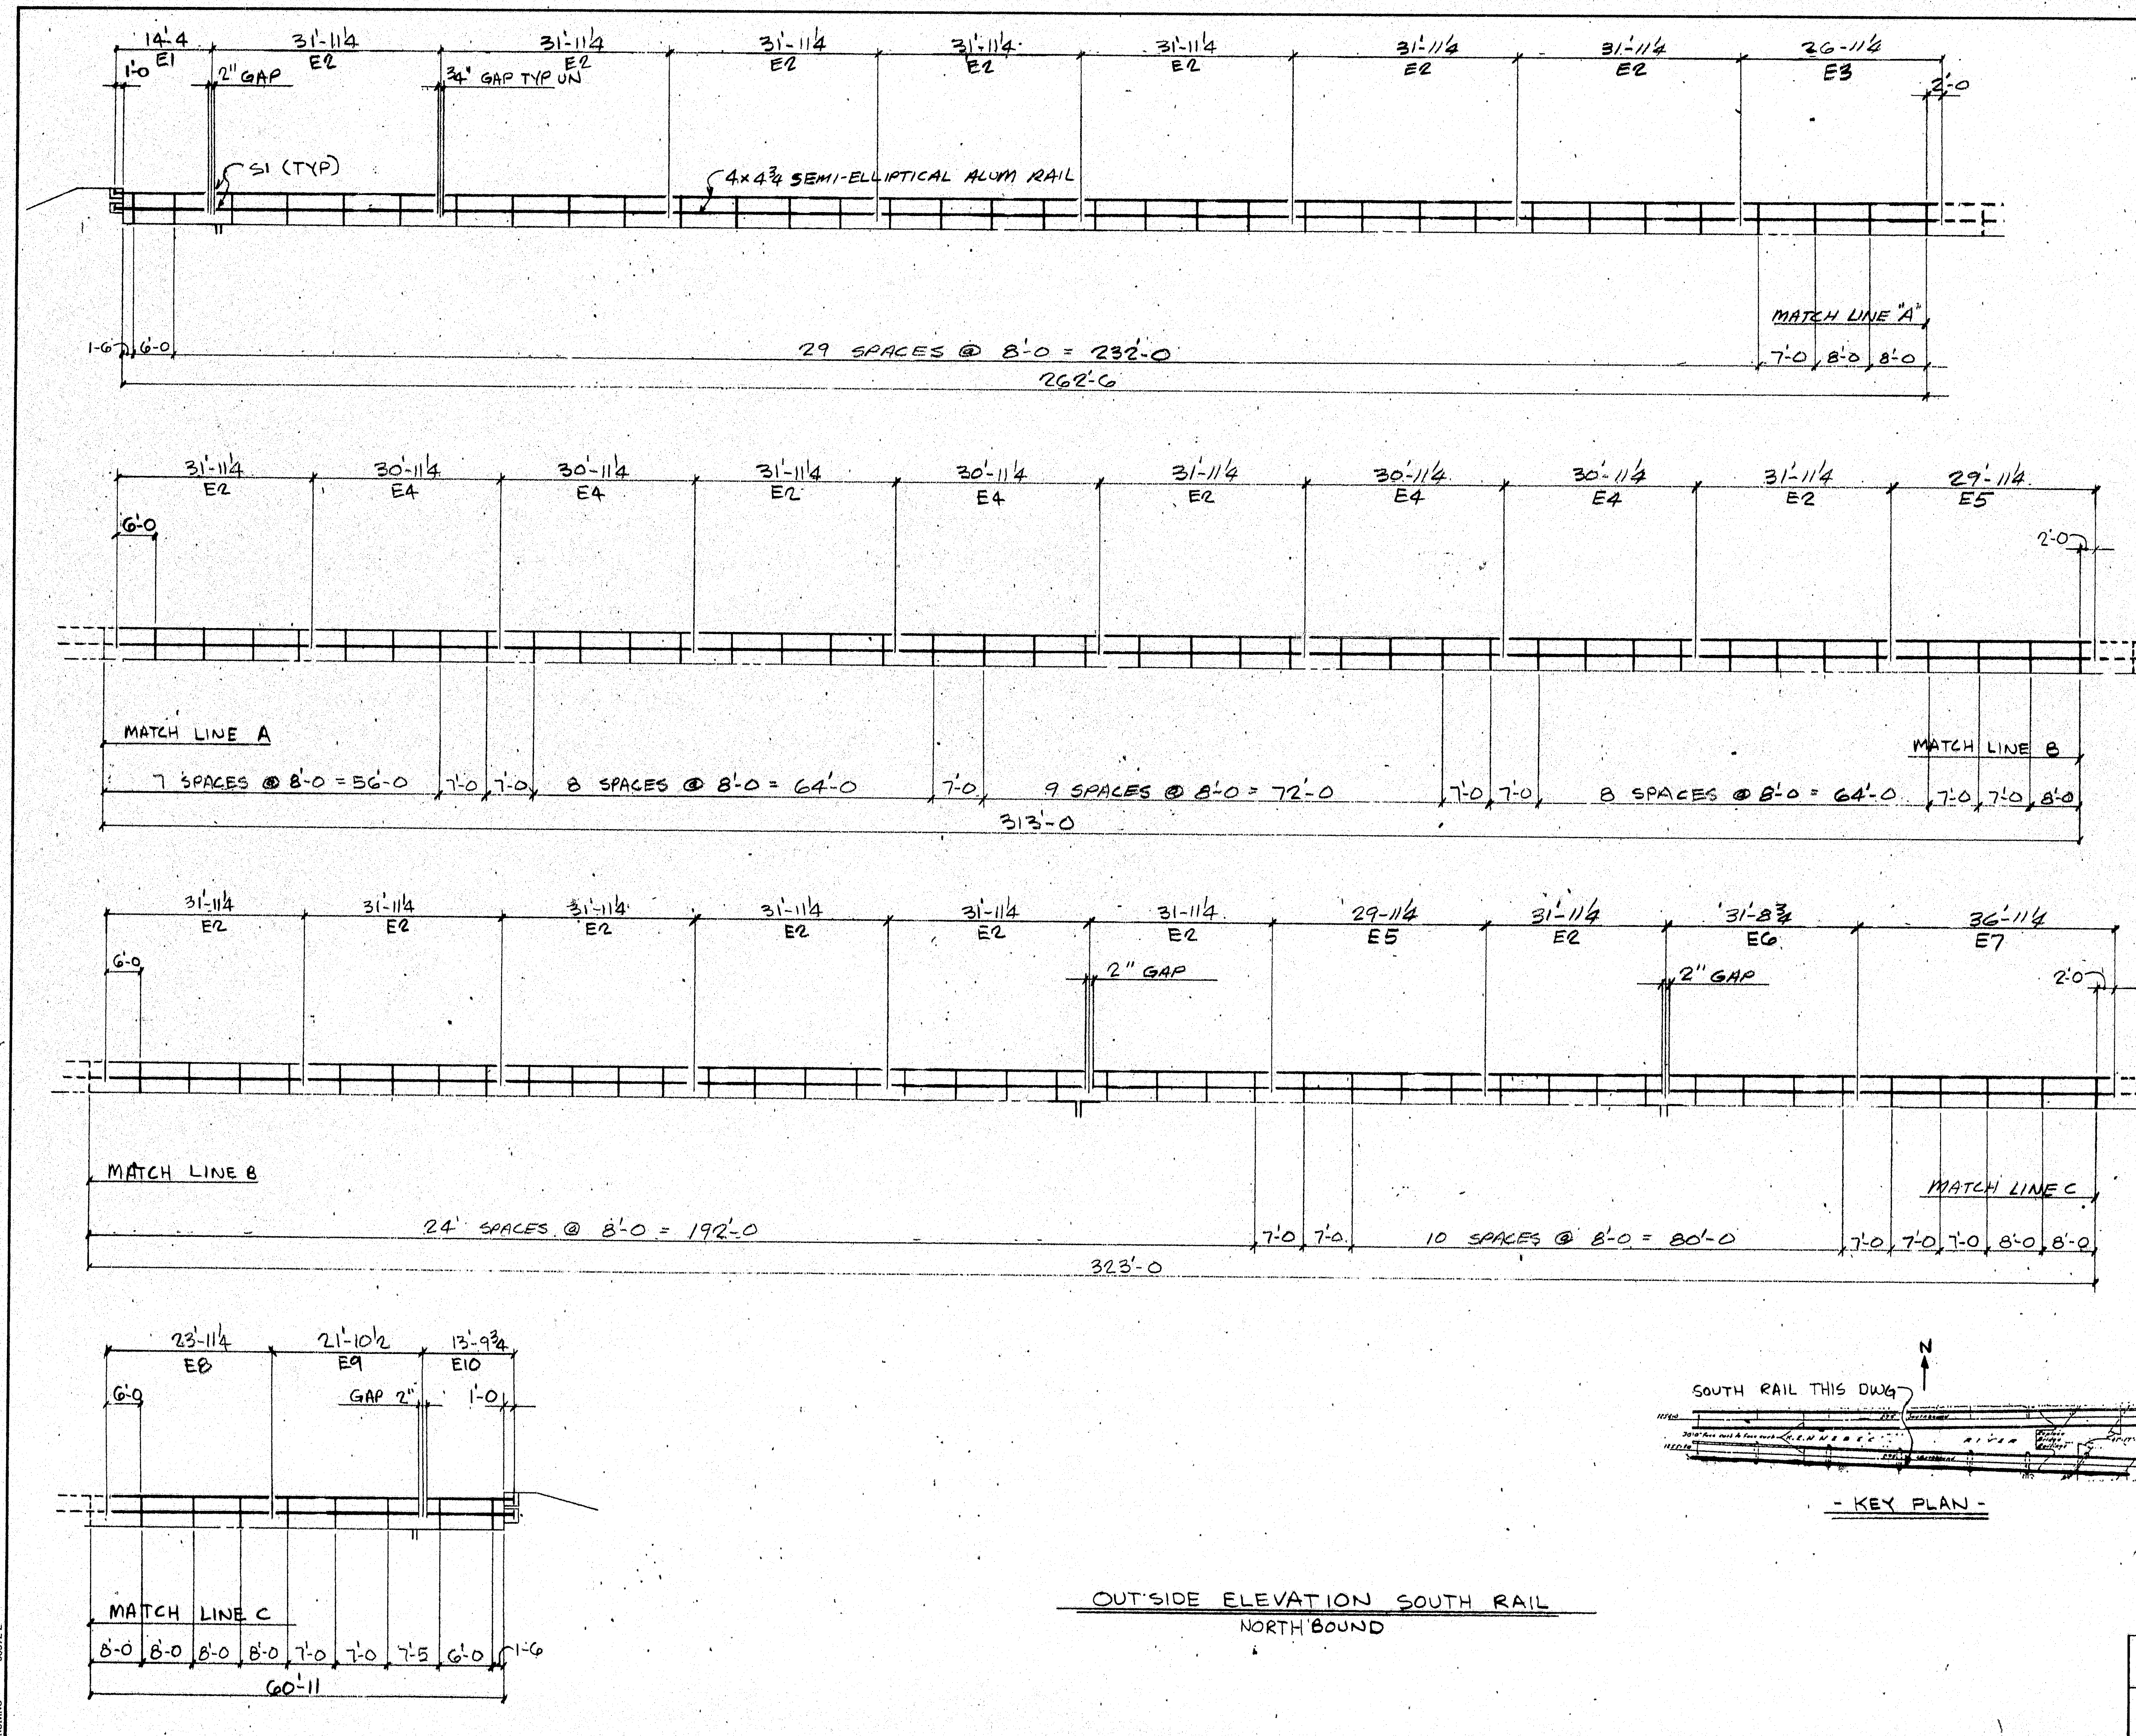 14'-4 31'-11¼ 31'-11¼ 31'-11¼ 31'-11¼ 31'-11¼ 31'-11¼ 31'-11¼ 26-11¼
E1 E2 E2 E2 E2 E2 E2 E2 E3
1'-0 2" GAP ¾" GAP TYP UN 2'-0
S1 (TYP)
4×4¾ SEMI-ELLIPTICAL ALUM RAIL
MATCH LINE "A"
1-6 6'-0 29 SPACES @ 8'-0 = 232'-0 7'-0 8'-0 8'-0
262'-6
31'-11¼ 30'-11¼ 30'-11¼ 31'-11¼ 30'-11¼ 31'-11¼ 30'-11¼ 30'-11¼ 31'-11¼ 29'-11¼
E2 E4 E4 E2 E4 E2 E4 E4 E2 E5
6'-0 2'-0
MATCH LINE A MATCH LINE B
7 SPACES @ 8'-0 = 56'-0 7'-0 7'-0 8 SPACES @ 8'-0 = 64'-0 7'-0 9 SPACES @ 8'-0 = 72'-0 7'-0 7'-0 8 SPACES @ 8'-0 = 64'-0 7'-0 7'-0 8'-0
313'-0
31'-11¼ 31'-11¼ 31'-11¼ 31'-11¼ 31'-11¼ 31-11¼ 29-11¼ 31'-11¼ 31'-8¾ 36'-11¼
E2 E2 E2 E2 E2 E2 E5 E2 E6 E7
6'-0 2" GAP 2" GAP 2'-0
MATCH LINE B MATCH LINE C
24 SPACES @ 8'-0 = 192'-0 7'-0 7'-0 10 SPACES @ 8'-0 = 80'-0 7'-0 7'-0 7'-0 8'-0 8'-0
323'-0
23'-11¼ 21'-10½ 13'-9¾
E8 E9 E10
6'-0 GAP 2" 1'-0
MATCH LINE C
8'-0 8'-0 8'-0 8'-0 7'-0 7'-0 7'-5 6'-0 1-6
60'-11
N
SOUTH RAIL THIS DWG
KENNEBEC RIVER
- KEY PLAN -
OUTSIDE ELEVATION SOUTH RAIL
NORTH BOUND